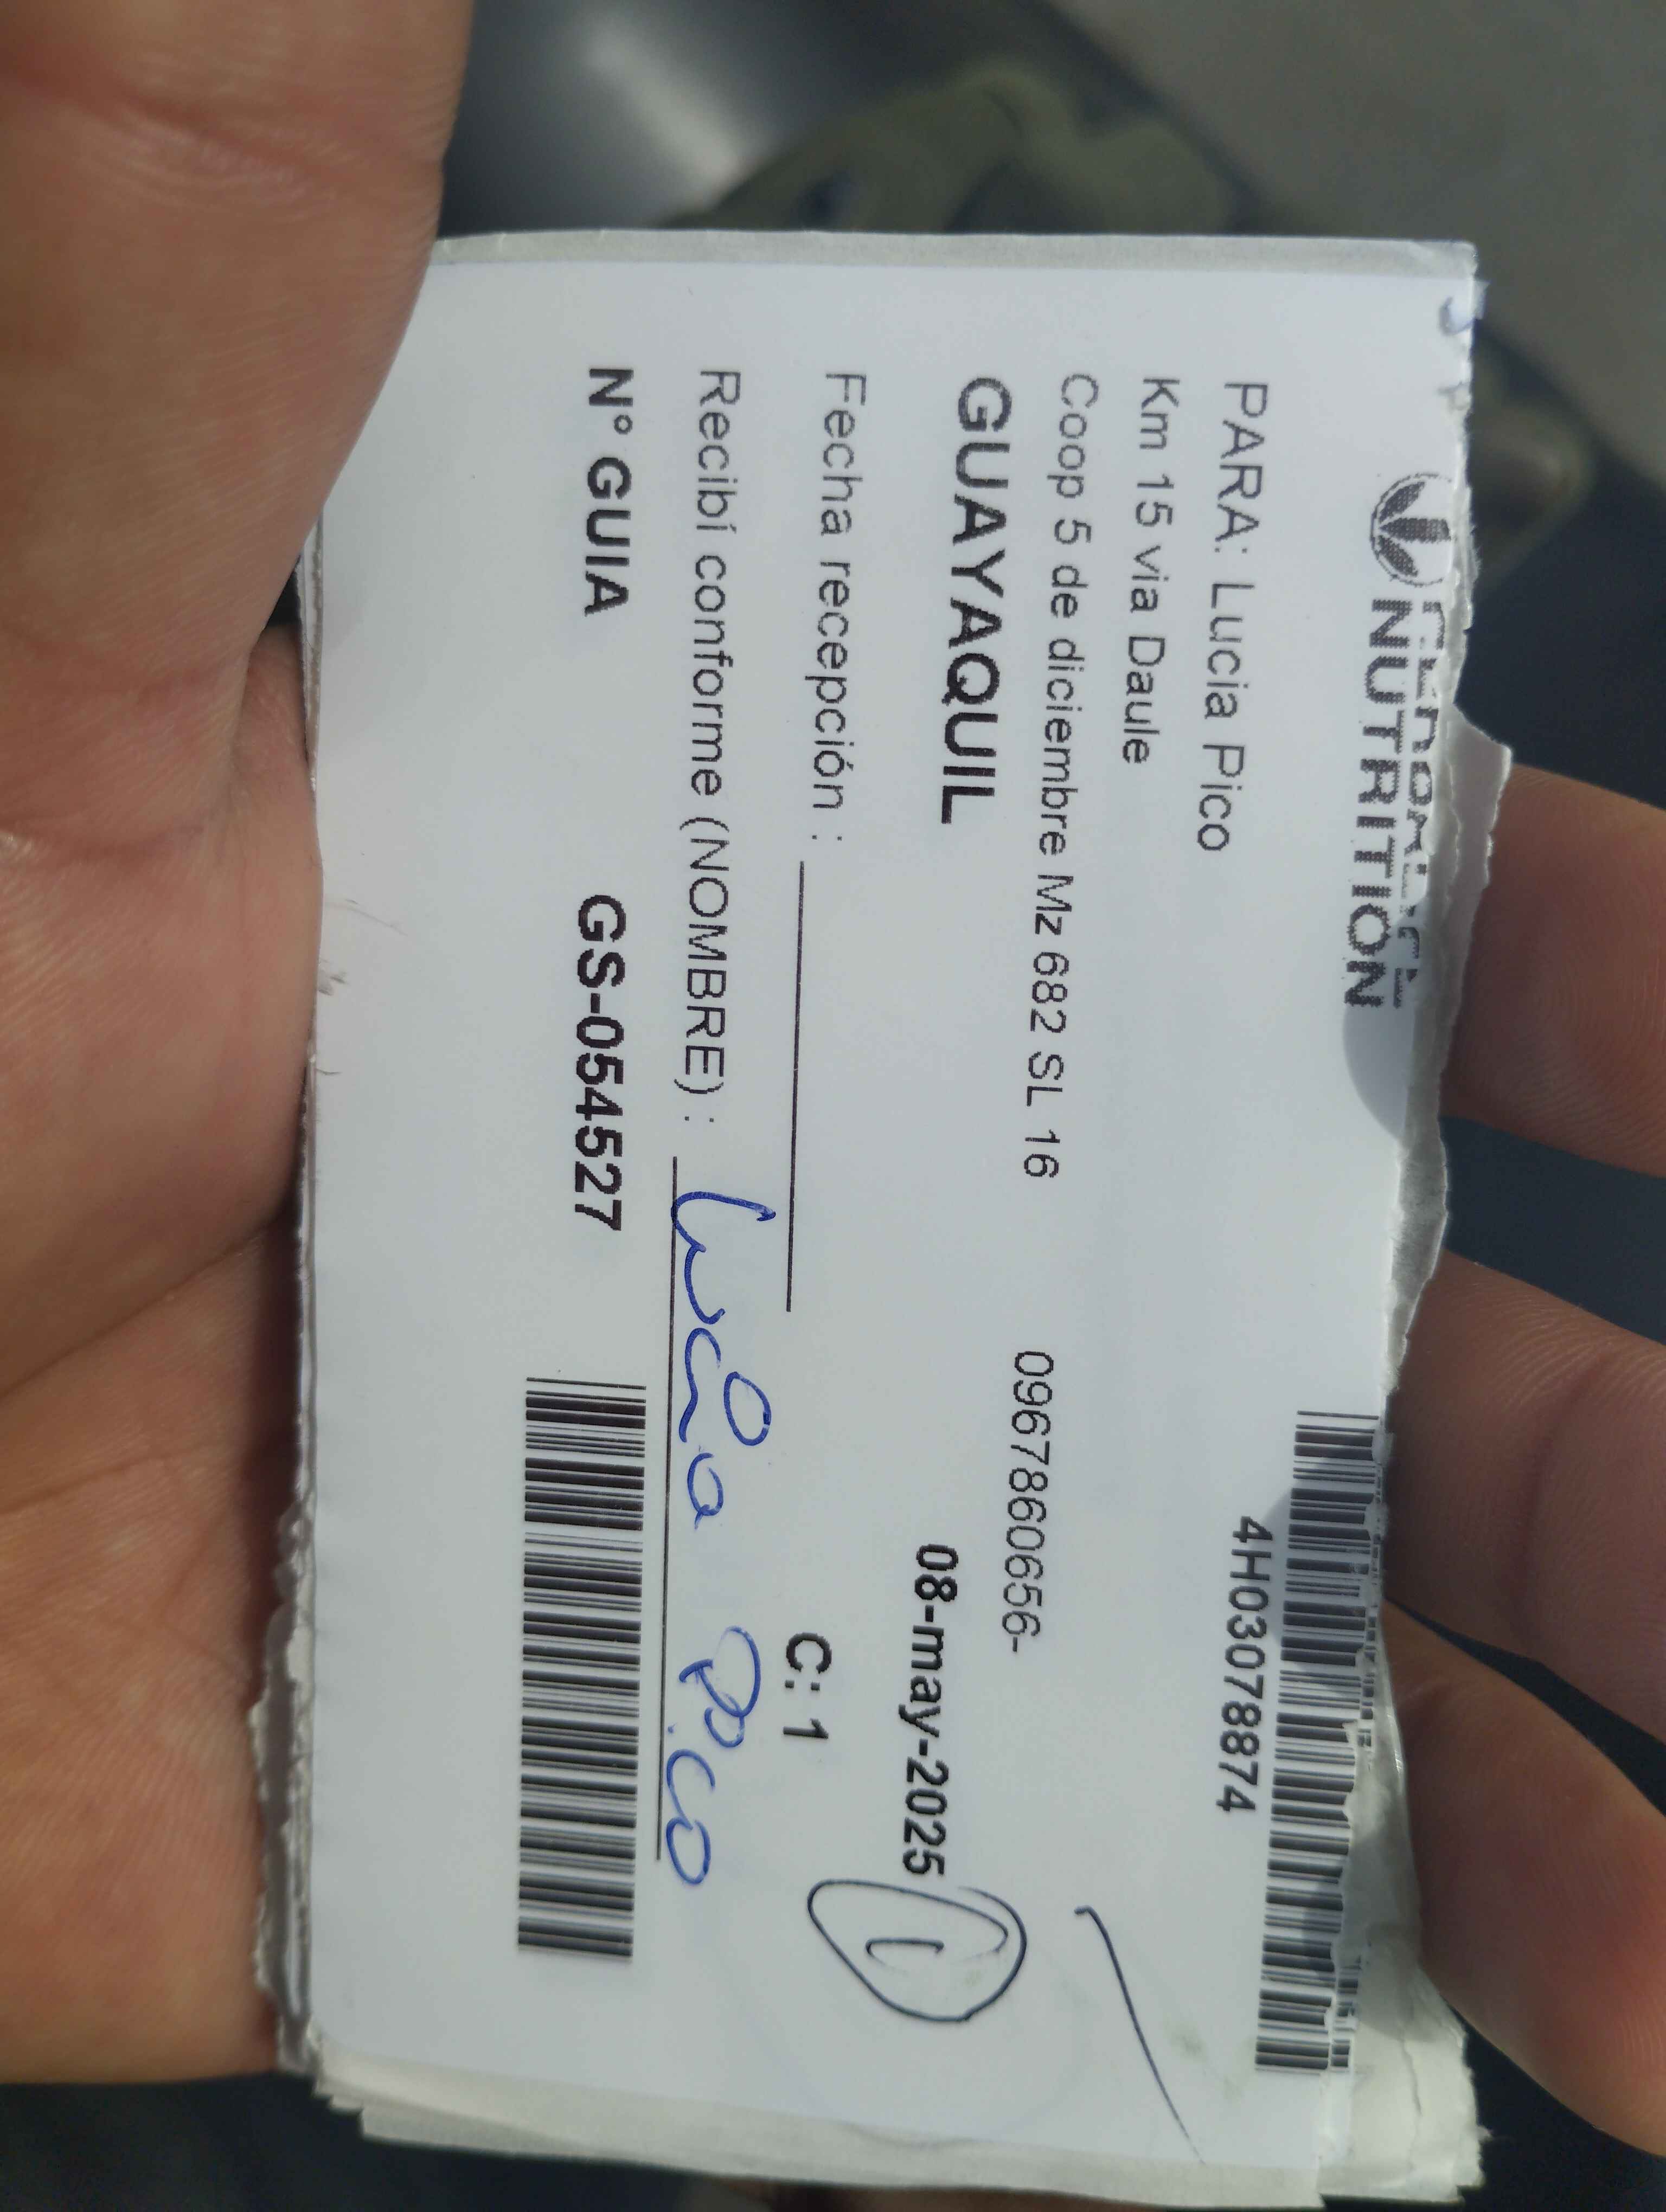 NUTRITION
4H03078874
PARA: Lucia Pico
Km 15 via Daule
Coop 5 de diciembre Mz 682 SL 16 0967860656-
GUAYAQUIL 08-may-2025
1
Fecha recepción : C: 1
Recibí conforme (NOMBRE) : Lucia Pico
N° GUIA GS-054527